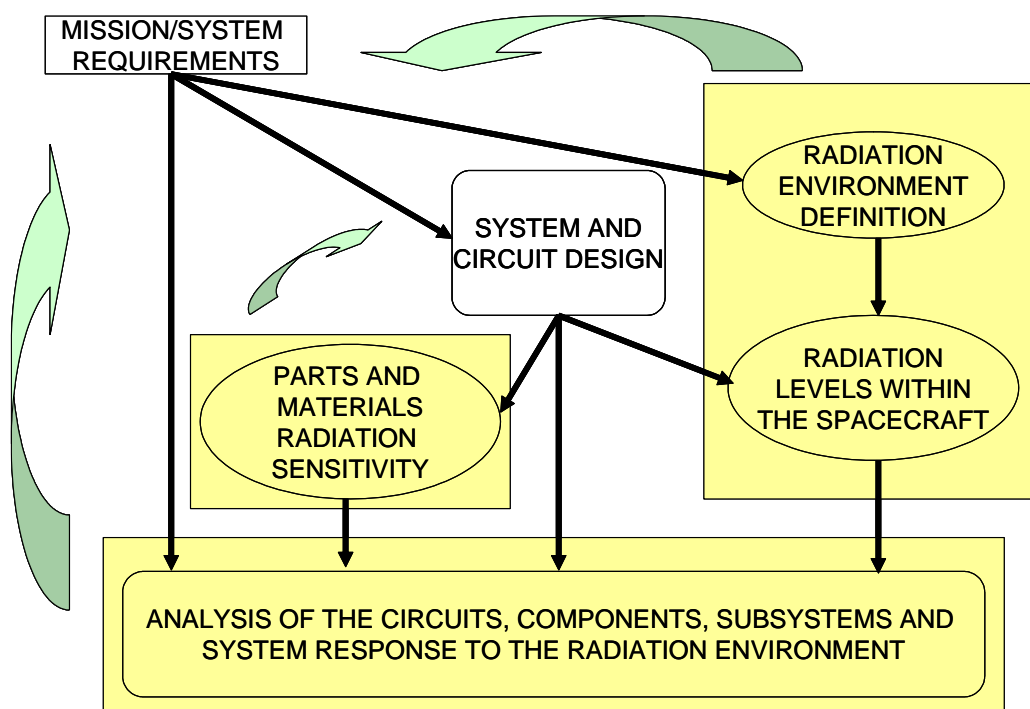 MISSION/SYSTEM
REQUIREMENTS
RADIATION
ENVIRONMENT
DEFINITION
SYSTEM AND
CIRCUIT DESIGN
RADIATION
LEVELS WITHIN
THE SPACECRAFT
PARTS AND
MATERIALS
RADIATION
SENSITIVITY
ANALYSIS OF THE CIRCUITS, COMPONENTS, SUBSYSTEMS AND
SYSTEM RESPONSE TO THE RADIATION ENVIRONMENT